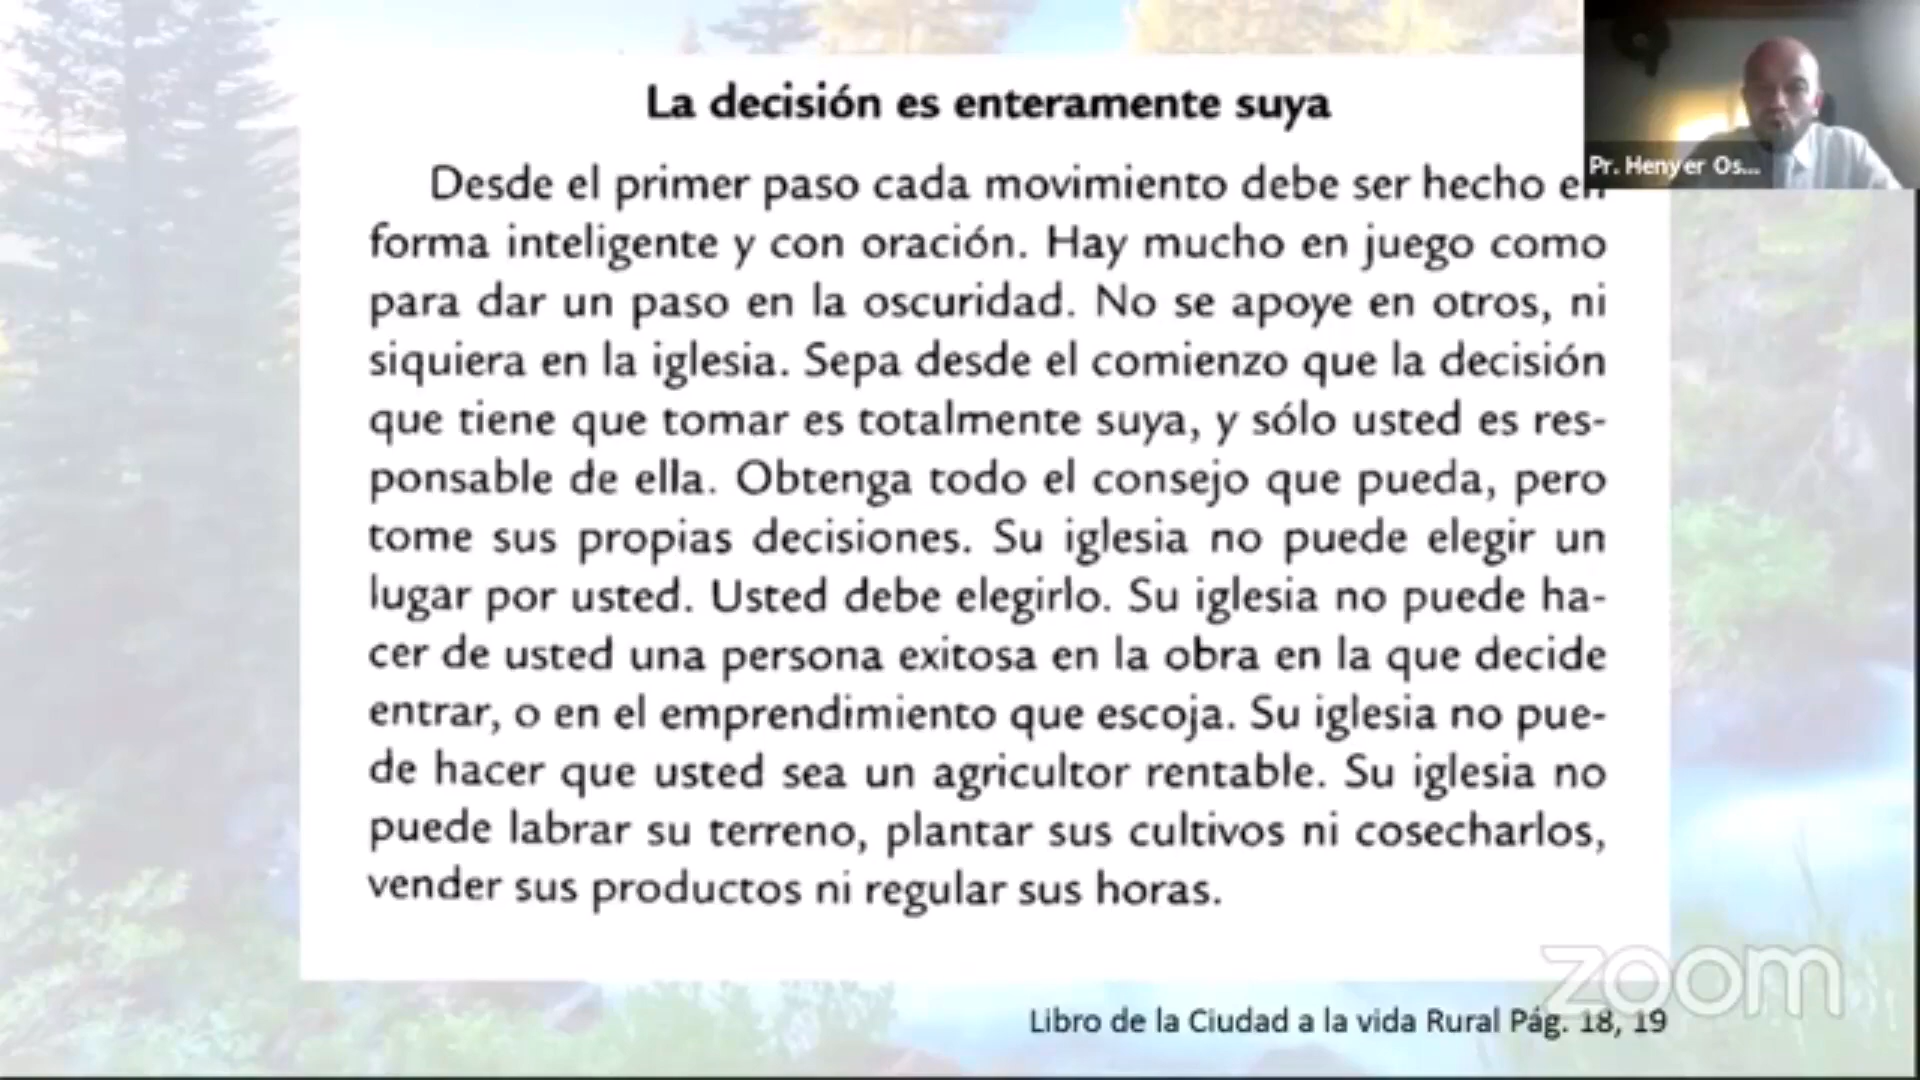 La decisión es enteramente suya
Desde el primer paso cada movimiento debe ser hecho en
forma inteligente y con oración. Hay mucho en juego como
para dar un paso en la oscuridad. No se apoye en otros, ni
siquiera en la iglesia. Sepa desde el comienzo que la decisión
que tiene que tomar es totalmente suya, y sólo usted es res-
ponsable de ella. Obtenga todo el consejo que pueda, pero
tome sus propias decisiones. Su iglesia no puede elegir un
lugar por usted. Usted debe elegirlo. Su iglesia no puede ha-
cer de usted una persona exitosa en la obra en la que decide
entrar, o en el emprendimiento que escoja. Su iglesia no pue-
de hacer que usted sea un agricultor rentable. Su iglesia no
puede labrar su terreno, plantar sus cultivos ni cosecharlos,
vender sus productos ni regular sus horas.
Pr. Henyer Os...
zoom
Libro de la Ciudad a la vida Rural Pág. 18, 19